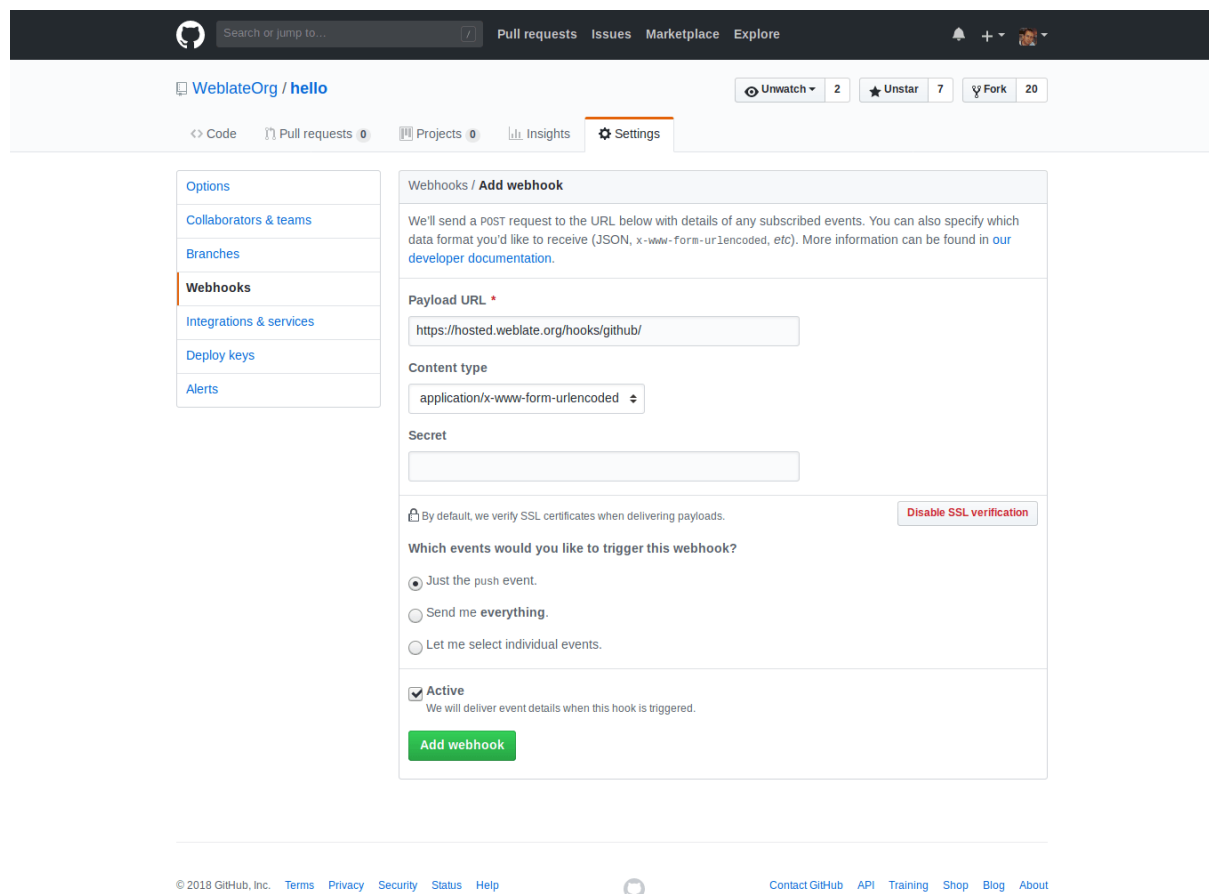 Search or jump to… / Pull requests Issues Marketplace Explore
WeblateOrg / hello Unwatch 2 Unstar 7 Fork 20
Code Pull requests 0 Projects 0 Insights Settings
Options
Collaborators & teams
Branches
Webhooks
Integrations & services
Deploy keys
Alerts
Webhooks / Add webhook
We'll send a POST request to the URL below with details of any subscribed events. You can also specify which
data format you'd like to receive (JSON, x-www-form-urlencoded, etc). More information can be found in our
developer documentation.
Payload URL *
https://hosted.weblate.org/hooks/github/
Content type
application/x-www-form-urlencoded
Secret
By default, we verify SSL certificates when delivering payloads. Disable SSL verification
Which events would you like to trigger this webhook?
Just the push event.
Send me everything.
Let me select individual events.
Active
We will deliver event details when this hook is triggered.
Add webhook
© 2018 GitHub, Inc. Terms Privacy Security Status Help Contact GitHub API Training Shop Blog About